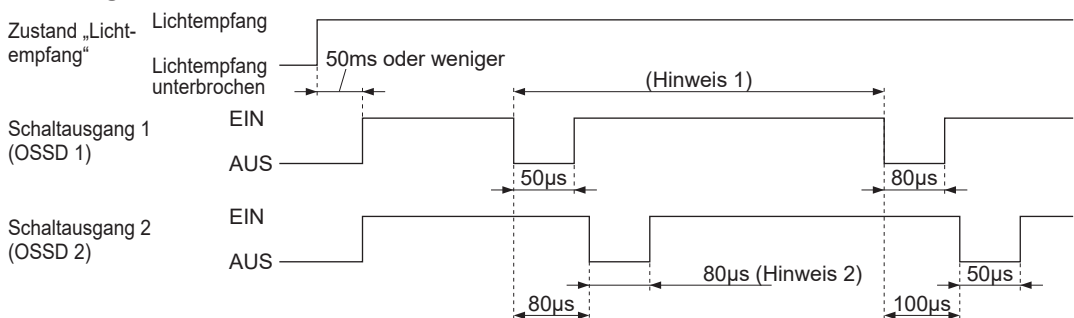 Zustand „Licht-
empfang“
Lichtempfang
Lichtempfang
unterbrochen
50ms oder weniger
(Hinweis 1)
Schaltausgang 1
(OSSD 1)
EIN
AUS
50µs
80µs
Schaltausgang 2
(OSSD 2)
EIN
AUS
80µs (Hinweis 2)
50µs
80µs
100µs